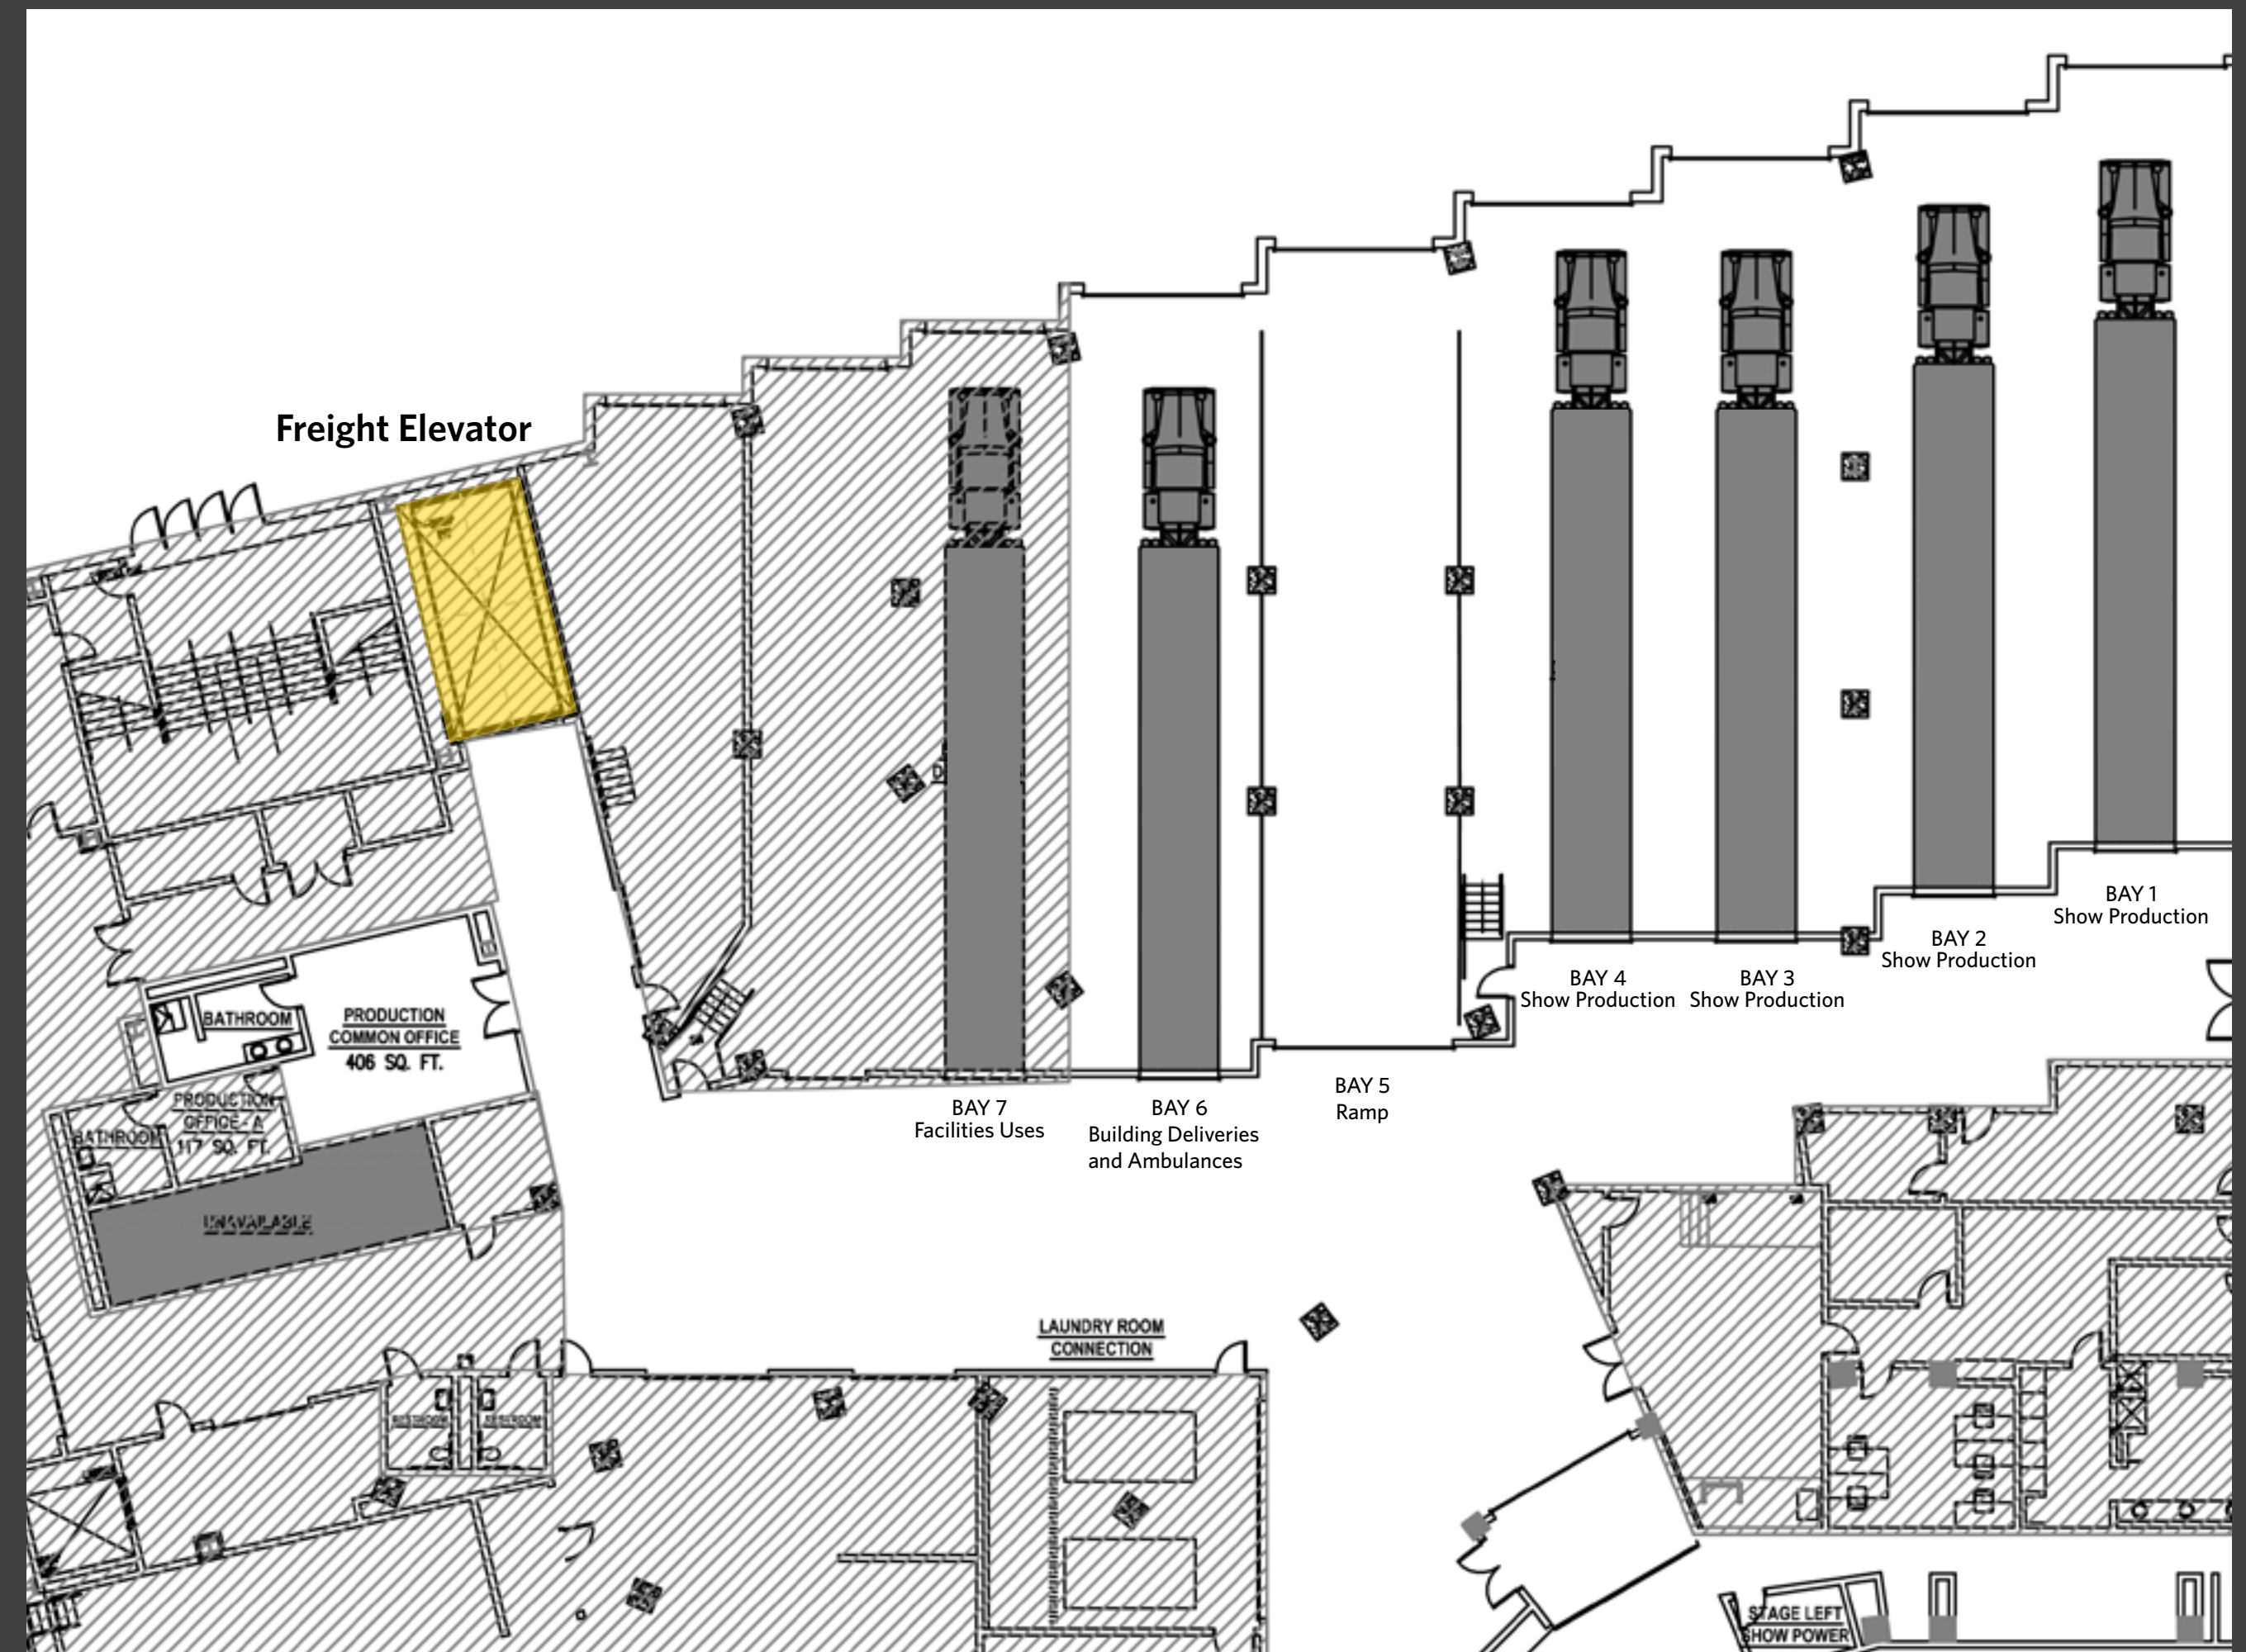 Freight Elevator
BAY 1
Show Production
BAY 2
Show Production
BAY 3
Show Production
BAY 4
Show Production
BAY 5
Ramp
BAY 6
Building Deliveries
and Ambulances
BAY 7
Facilities Uses
BATHROOM
PRODUCTION
COMMON OFFICE
406 SQ. FT.
PRODUCTION
OFFICE - A
117 SQ. FT.
BATHROOM
UNAVAILABLE
LAUNDRY ROOM
CONNECTION
RESTROOM
RESTROOM
STAGE LEFT
SHOW POWER